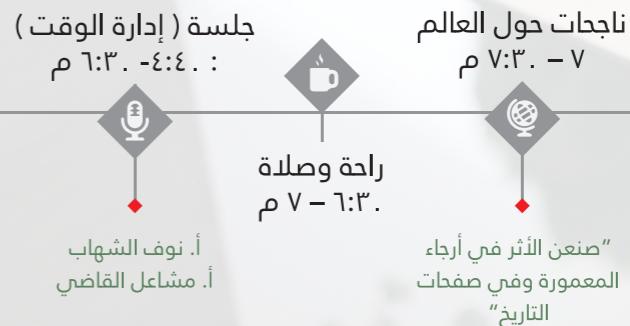 ناجحات حول العالم
٧ – ٧:٣٠ م
"صنعن الأثر في أرجاء
المعمورة وفي صفحات
التاريخ"
راحة وصلاة
٦:٣٠ – ٧ م
جلسة ( إدارة الوقت )
: ٤:٤٠ - ٦:٣٠ م
أ. نوف الشهاب
أ. مشاعل القاضي